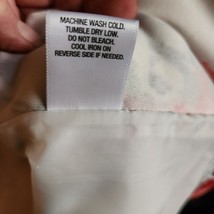 MACHINE WASH COLD.
TUMBLE DRY LOW.
DO NOT BLEACH.
COOL IRON ON
REVERSE SIDE IF NEEDED.